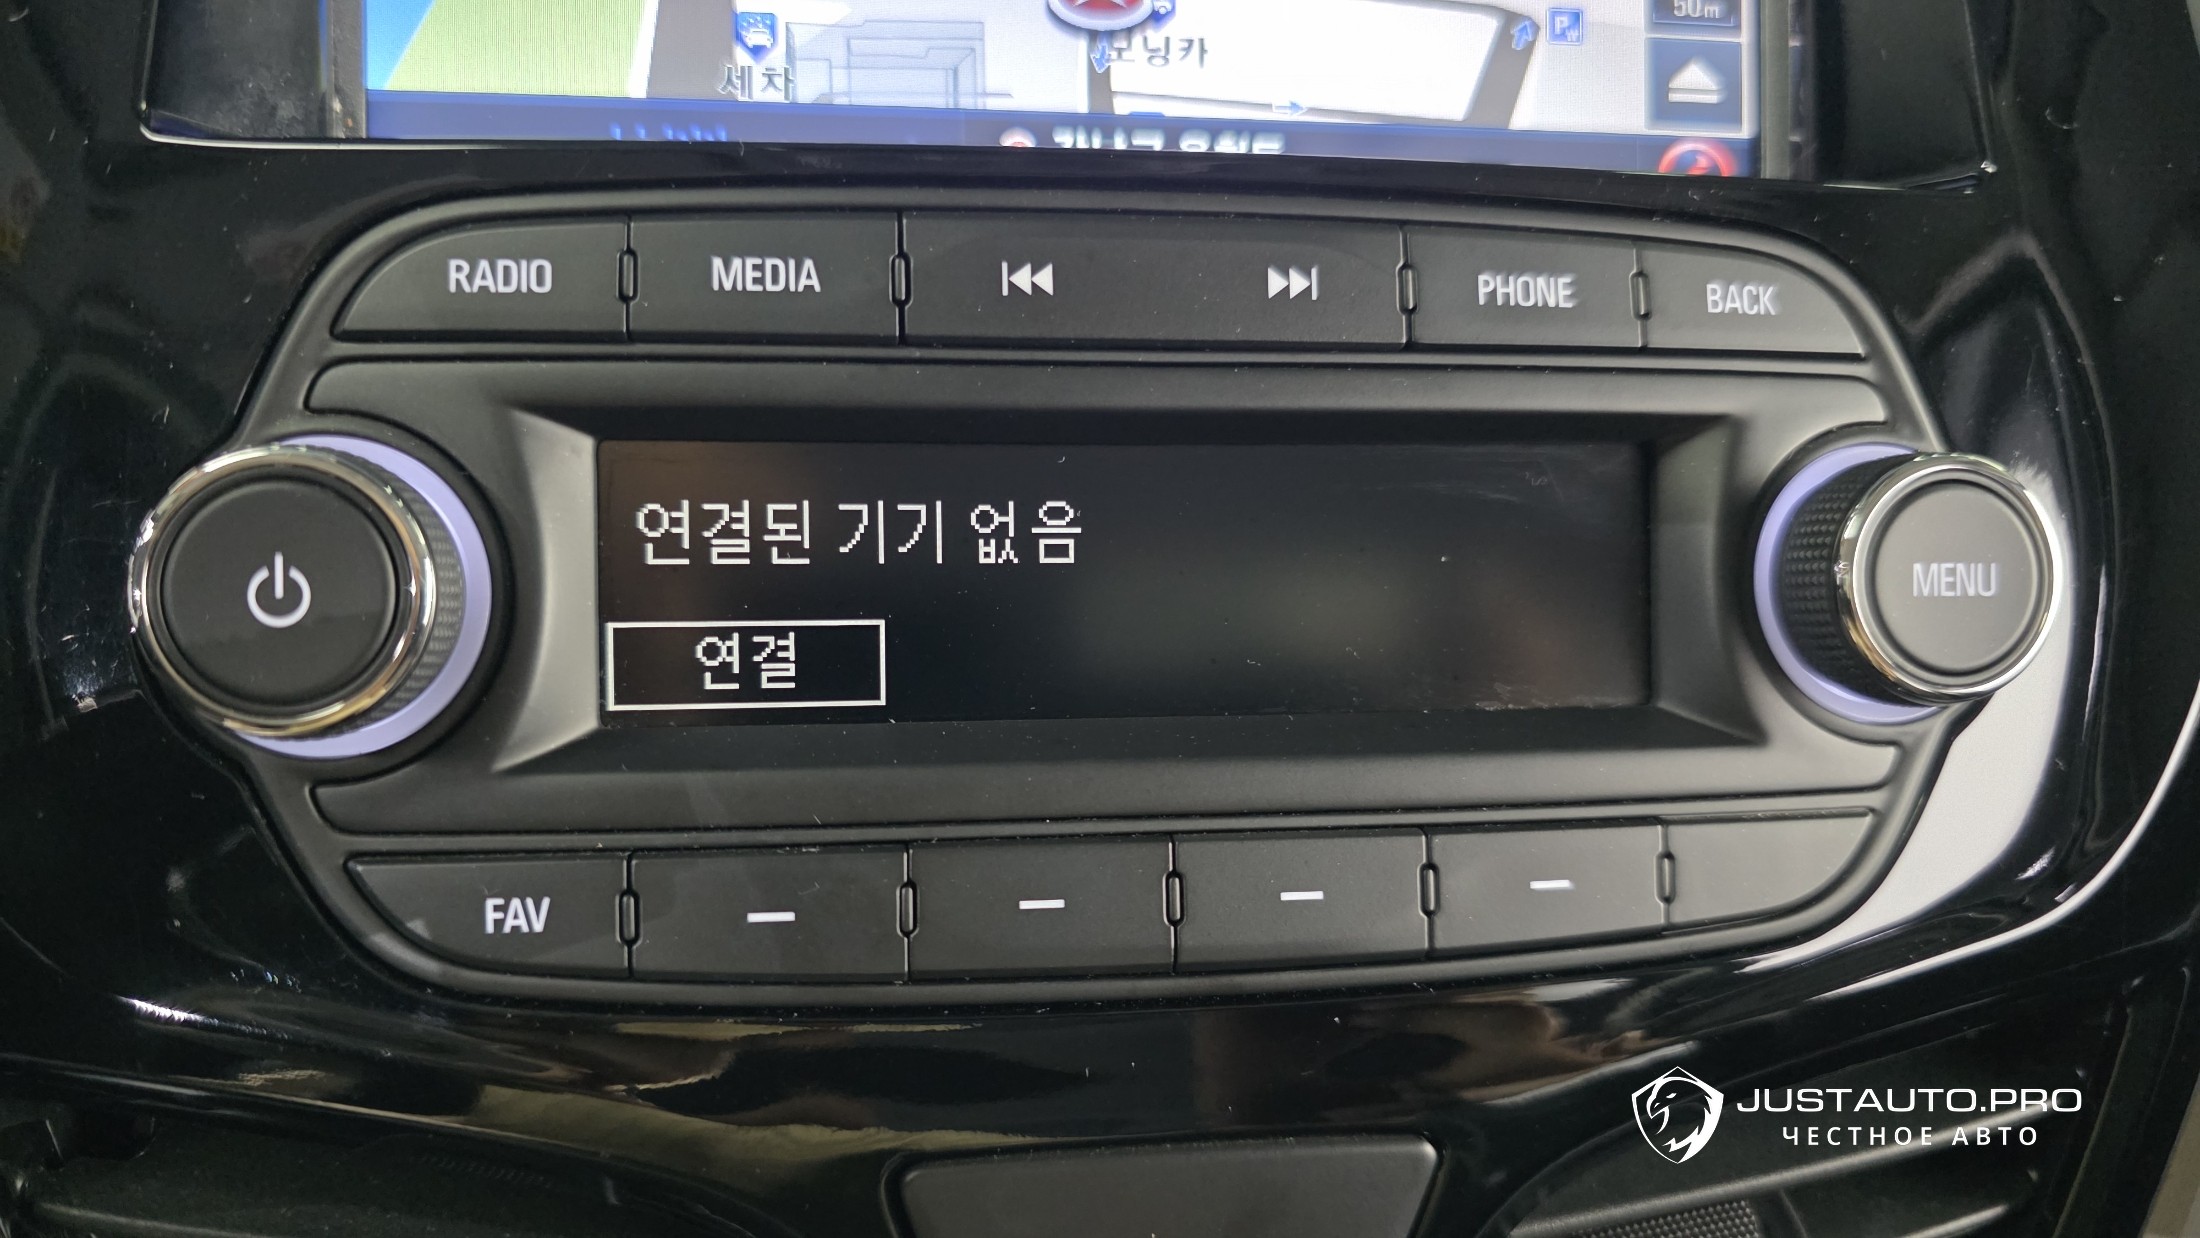 50m
세차
모닝카
RADIO
MEDIA
PHONE
BACK
연결된 기기 없음
MENU
연결
FAV
JUSTAUTO.PRO
ЧЕСТНОЕ АВТО